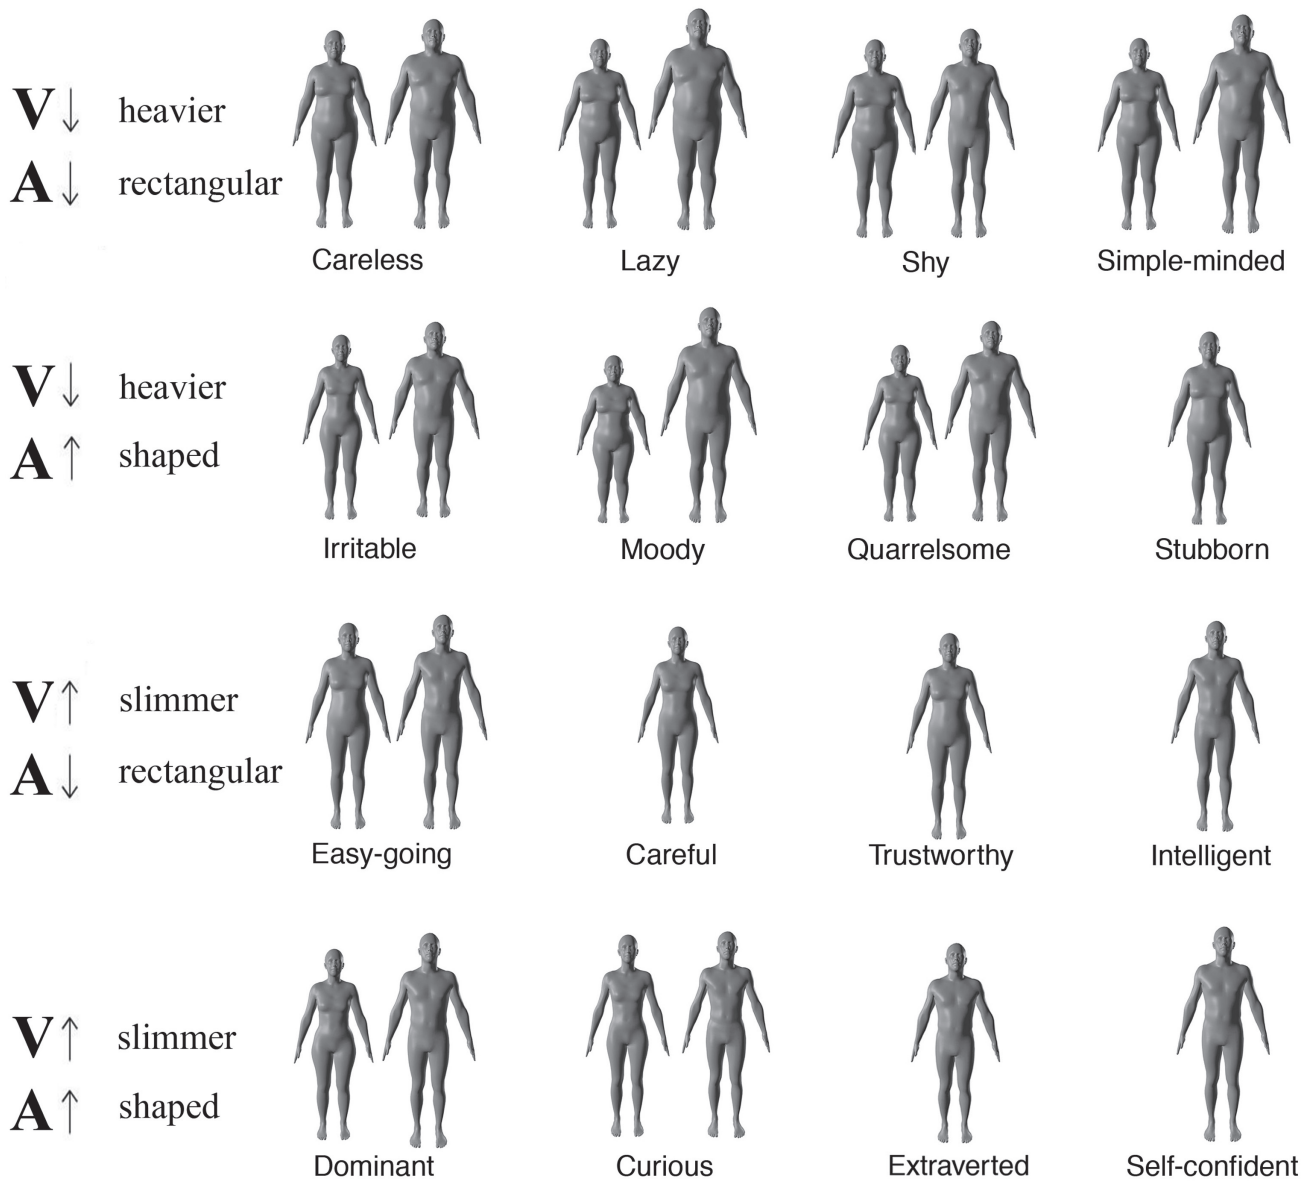 V↓ heavier
A↓ rectangular
Careless Lazy Shy Simple-minded
V↓ heavier
A↑ shaped
Irritable Moody Quarrelsome Stubborn
V↑ slimmer
A↓ rectangular
Easy-going Careful Trustworthy Intelligent
V↑ slimmer
A↑ shaped
Dominant Curious Extraverted Self-confident